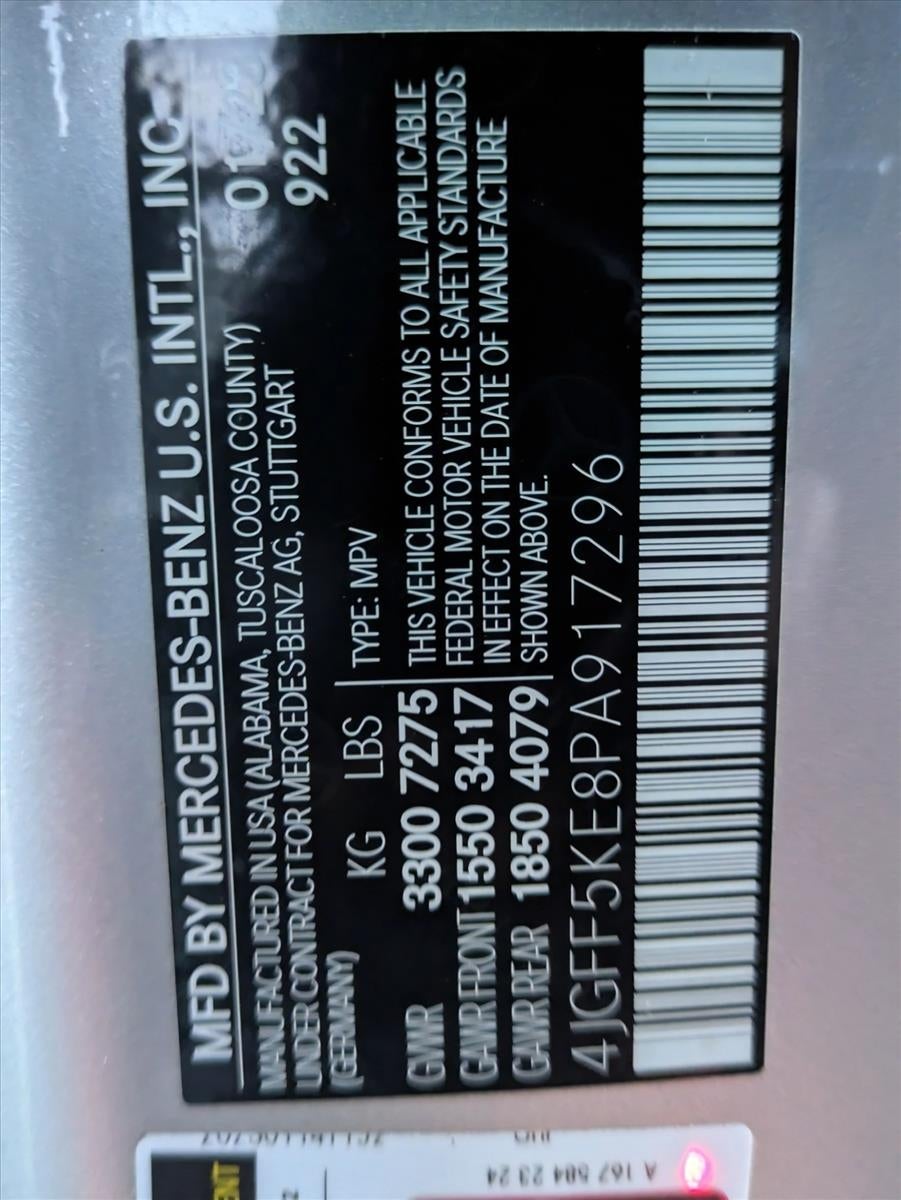 MFD BY MERCEDES-BENZ U.S. INTL., INC.
MANUFACTURED IN USA (ALABAMA, TUSCALOOSA COUNTY)
UNDER CONTRACT FOR MERCEDES-BENZ AG, STUTTGART 922
(GERMANY)
KG LBS TYPE: MPV
GVWR 3300 7275 THIS VEHICLE CONFORMS TO ALL APPLICABLE
GAWR FRONT 1550 3417 FEDERAL MOTOR VEHICLE SAFETY STANDARDS
GAWR REAR 1850 4079 IN EFFECT ON THE DATE OF MANUFACTURE
SHOWN ABOVE.
4JGFF5KE8PA917296
A 167 584 23 24